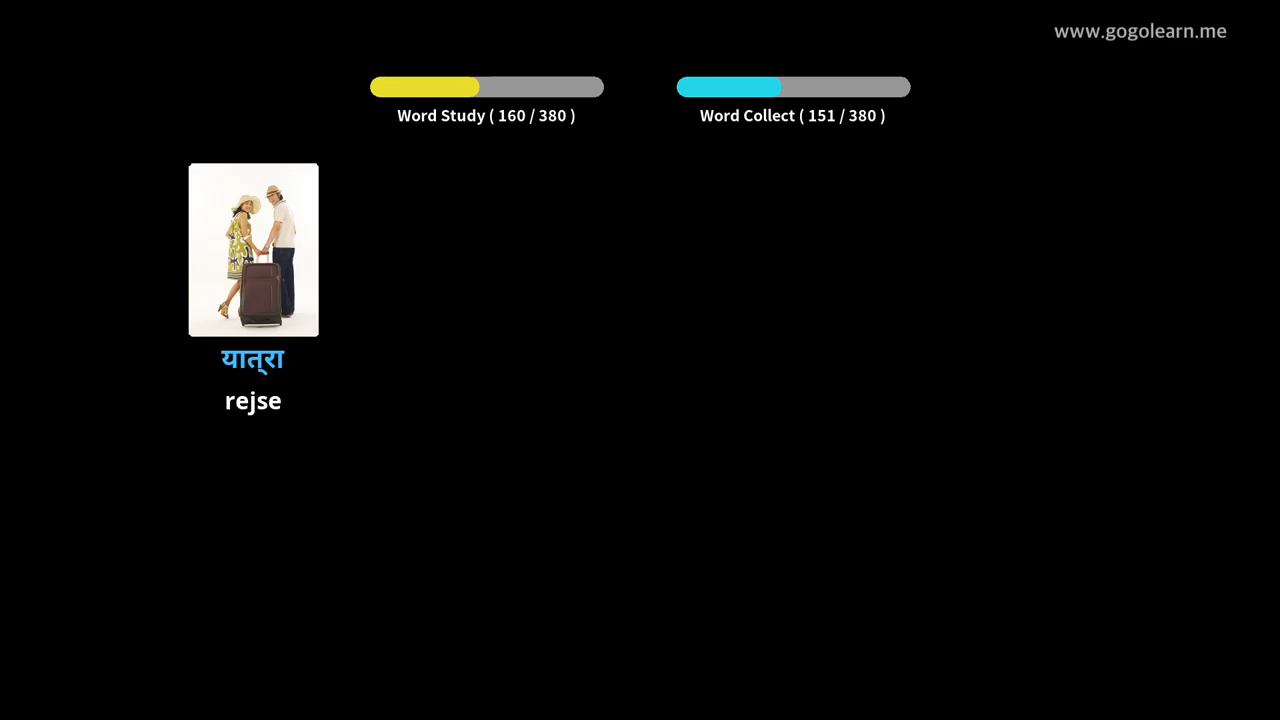 www.gogolearn.me
Word Study ( 160 / 380 )
Word Collect ( 151 / 380 )
यात्रा
rejse